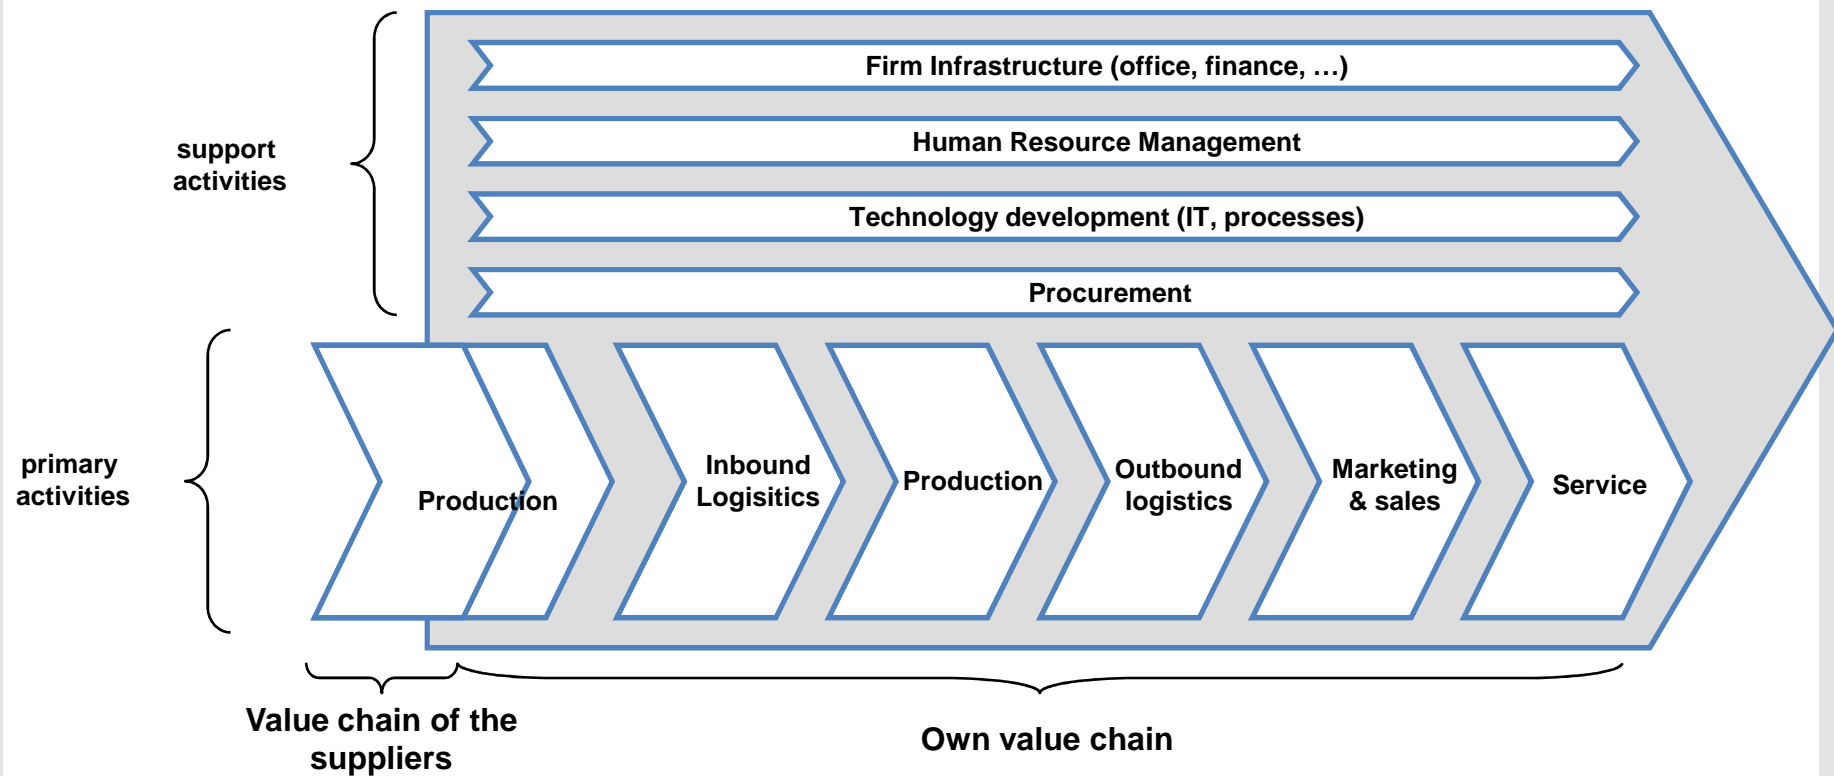 Firm Infrastructure (office, finance, …)
Human Resource Management
Technology development (IT, processes)
Procurement
support
activities
primary
activities
Production
Inbound
Logisitics
Production
Outbound
logistics
Marketing
& sales
Service
Value chain of the
suppliers
Own value chain